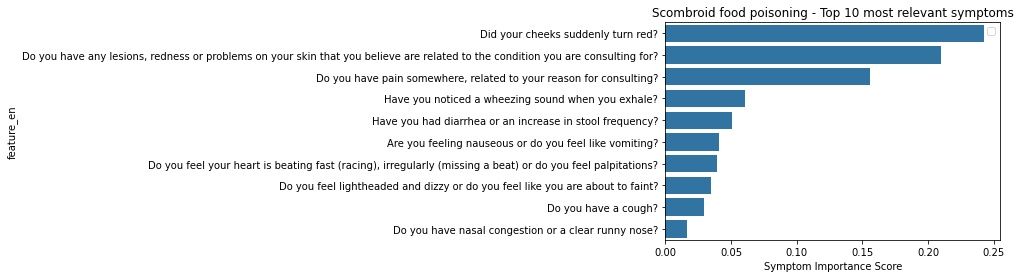 Scombroid food poisoning - Top 10 most relevant symptoms
Did your cheeks suddenly turn red?
Do you have any lesions, redness or problems on your skin that you believe are related to the condition you are consulting for?
Do you have pain somewhere, related to your reason for consulting?
Have you noticed a wheezing sound when you exhale?
Have you had diarrhea or an increase in stool frequency?
Are you feeling nauseous or do you feel like vomiting?
Do you feel your heart is beating fast (racing), irregularly (missing a beat) or do you feel palpitations?
Do you feel lightheaded and dizzy or do you feel like you are about to faint?
Do you have a cough?
Do you have nasal congestion or a clear runny nose?
feature_en
0.00 0.05 0.10 0.15 0.20 0.25
Symptom Importance Score